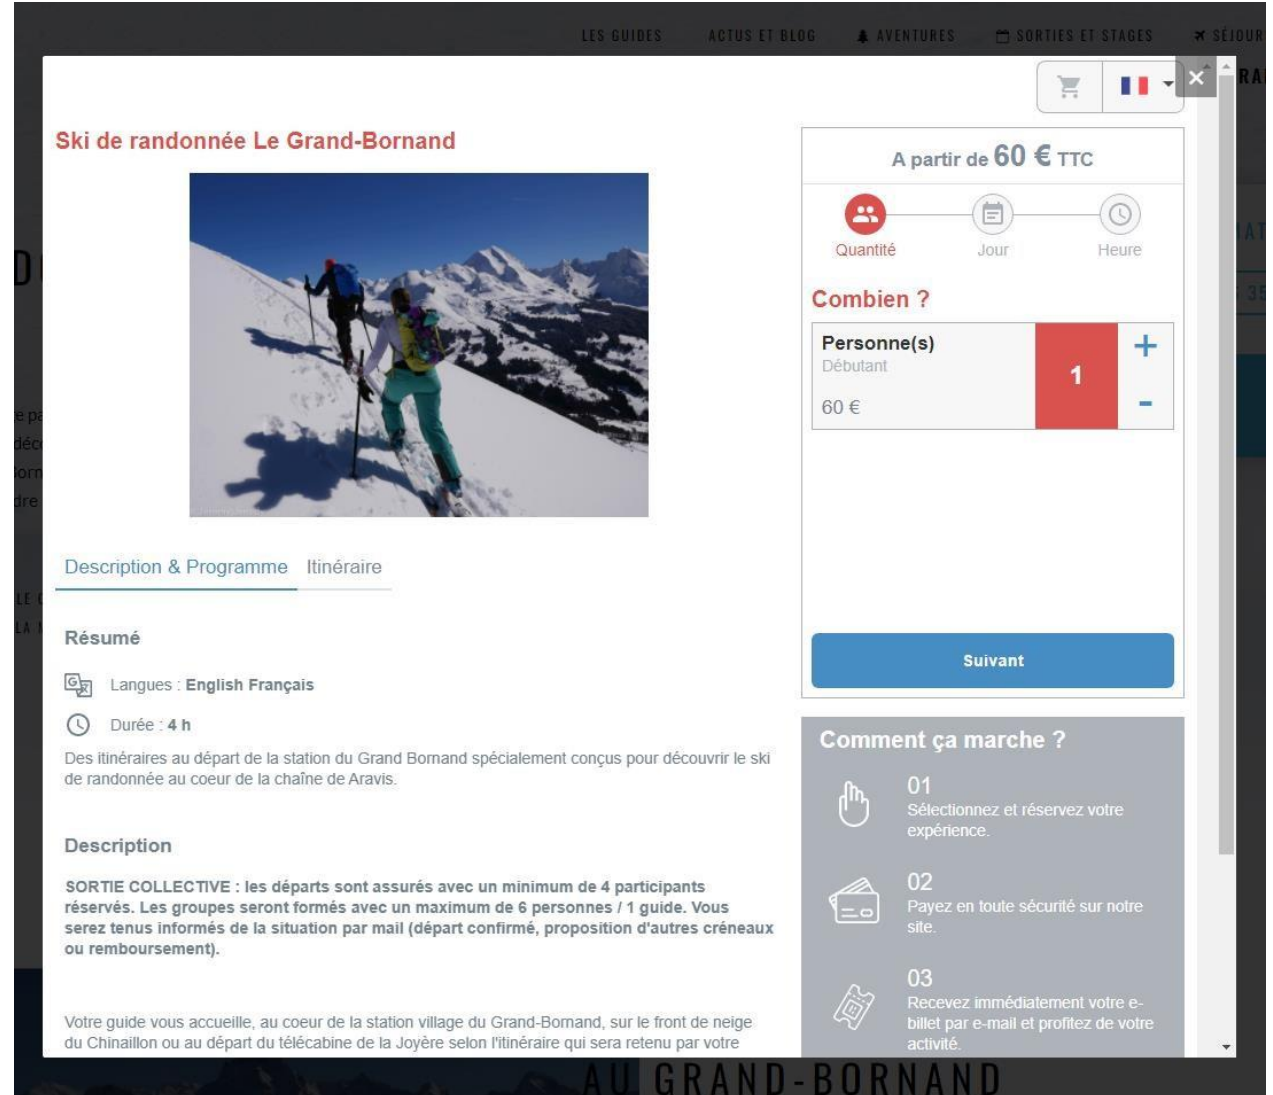 LES GUIDES
ACTUS ET BLOG
AVENTURES
SORTIES ET STAGES
SÉJOUR
Ski de randonnée Le Grand-Bornand
A partir de 60 € TTC
Quantité
Jour
Heure
Combien ?
Personne(s)
Débutant
60 €
1
+
-
Suivant
Description & Programme
Itinéraire
Résumé
Langues : English Français
Durée : 4 h
Des itinéraires au départ de la station du Grand Bornand spécialement conçus pour découvrir le ski
de randonnée au coeur de la chaîne de Aravis.
Description
SORTIE COLLECTIVE : les départs sont assurés avec un minimum de 4 participants
réservés. Les groupes seront formés avec un maximum de 6 personnes / 1 guide. Vous
serez tenus informés de la situation par mail (départ confirmé, proposition d'autres créneaux
ou remboursement).
Votre guide vous accueille, au coeur de la station village du Grand-Bornand, sur le front de neige
du Chinaillon ou au départ du télécabine de la Joyère selon l'itinéraire qui sera retenu par votre
Comment ça marche ?
01
Sélectionnez et réservez votre
expérience.
02
Payez en toute sécurité sur notre
site.
03
Recevez immédiatement votre e-
billet par e-mail et profitez de votre
activité.
AU GRAND-BORNAND